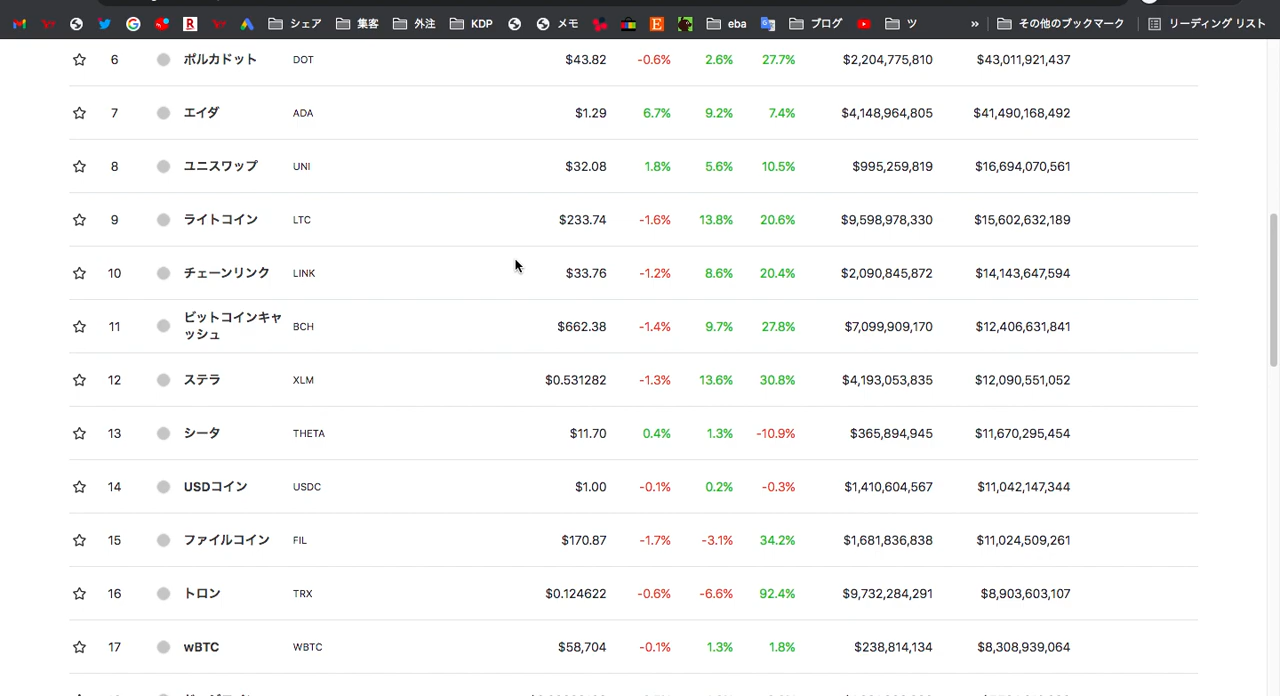 シェア 集客 外注 KDP メモ eba ブログ ツ » その他のブックマーク リーディング リスト
6 ポルカドット DOT $43.82 -0.6% 2.6% 27.7% $2,204,775,810 $43,011,921,437
7 エイダ ADA $1.29 6.7% 9.2% 7.4% $4,148,964,805 $41,490,168,492
8 ユニスワップ UNI $32.08 1.8% 5.6% 10.5% $995,259,819 $16,694,070,561
9 ライトコイン LTC $233.74 -1.6% 13.8% 20.6% $9,598,978,330 $15,602,632,189
10 チェーンリンク LINK $33.76 -1.2% 8.6% 20.4% $2,090,845,872 $14,143,647,594
11 ビットコインキャ
ッシュ BCH $662.38 -1.4% 9.7% 27.8% $7,099,909,170 $12,406,631,841
12 ステラ XLM $0.531282 -1.3% 13.6% 30.8% $4,193,053,835 $12,090,551,052
13 シータ THETA $11.70 0.4% 1.3% -10.9% $365,894,945 $11,670,295,454
14 USDコイン USDC $1.00 -0.1% 0.2% -0.3% $1,410,604,567 $11,042,147,344
15 ファイルコイン FIL $170.87 -1.7% -3.1% 34.2% $1,681,836,838 $11,024,509,261
16 トロン TRX $0.124622 -0.6% -6.6% 92.4% $9,732,284,291 $8,903,603,107
17 wBTC WBTC $58,704 -0.1% 1.3% 1.8% $238,814,134 $8,308,939,064